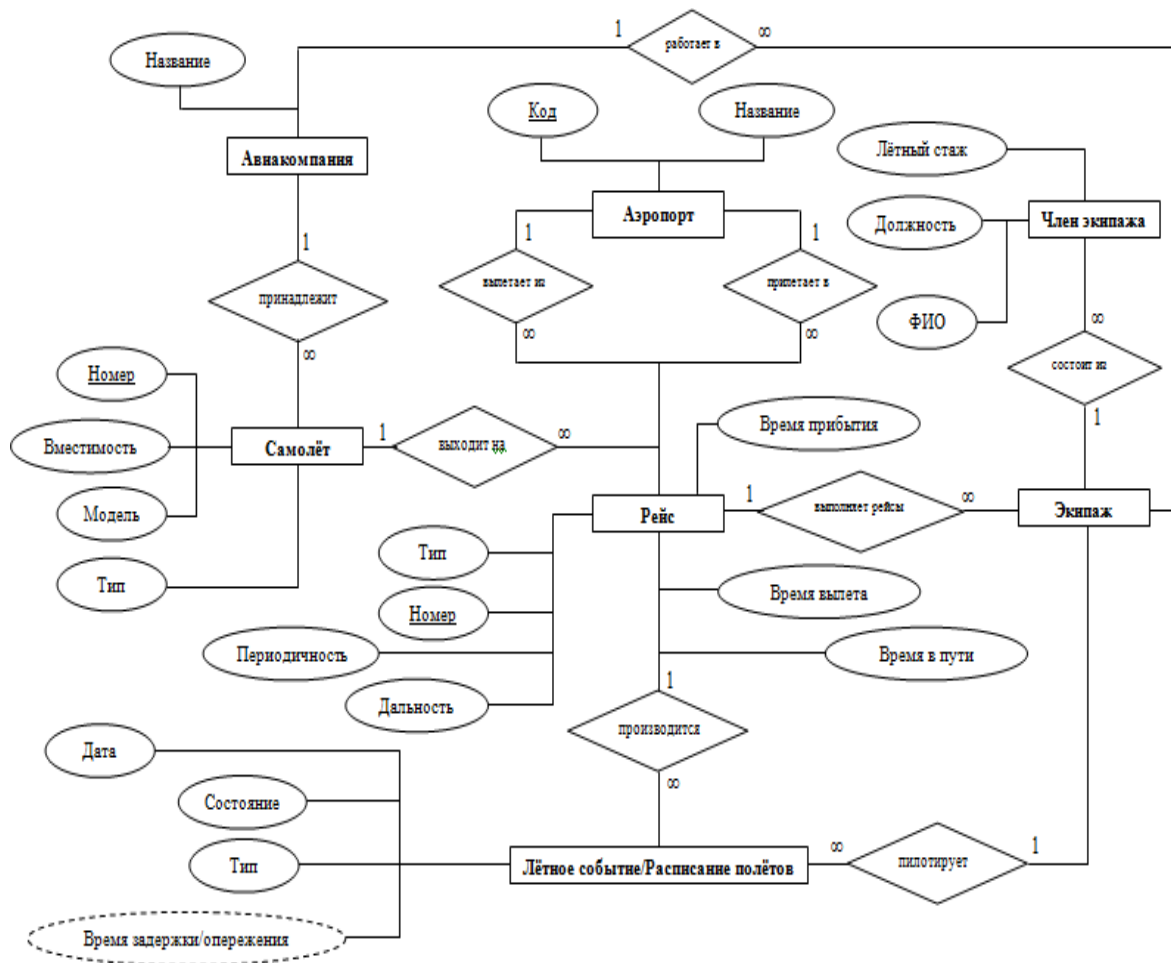 1
работает в
∞
Название
Код
Название
Авиакомпания
Лётный стаж
Аэропорт
Должность
Член экипажа
1
1
1
вылетает из
прилетает в
принадлежит
ФИО
∞
∞
∞
∞
Номер
состоит из
Вместимость
Самолёт
1
выходит на
∞
Время прибытия
1
Модель
Рейс
1
выполняет рейсы
∞
Экипаж
Тип
Тип
Время вылета
Номер
Периодичность
Время в пути
1
Дальность
производится
Дата
∞
Состояние
Тип
Лётное событие/Расписание полётов
∞
пилотирует
1
Время задержки/опережения